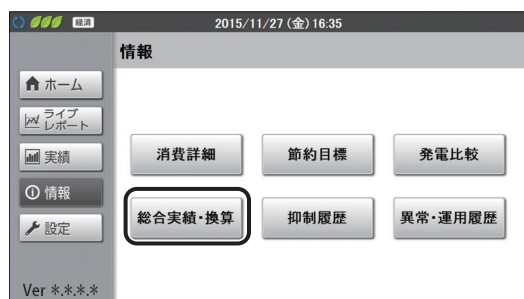 経済
2015/11/27(金)16:35
情報
ホーム
ライブ
レポート
実績
情報
設定
Ver *.*.*.*
消費詳細
節約目標
発電比較
総合実績・換算
抑制履歴
異常・運用履歴